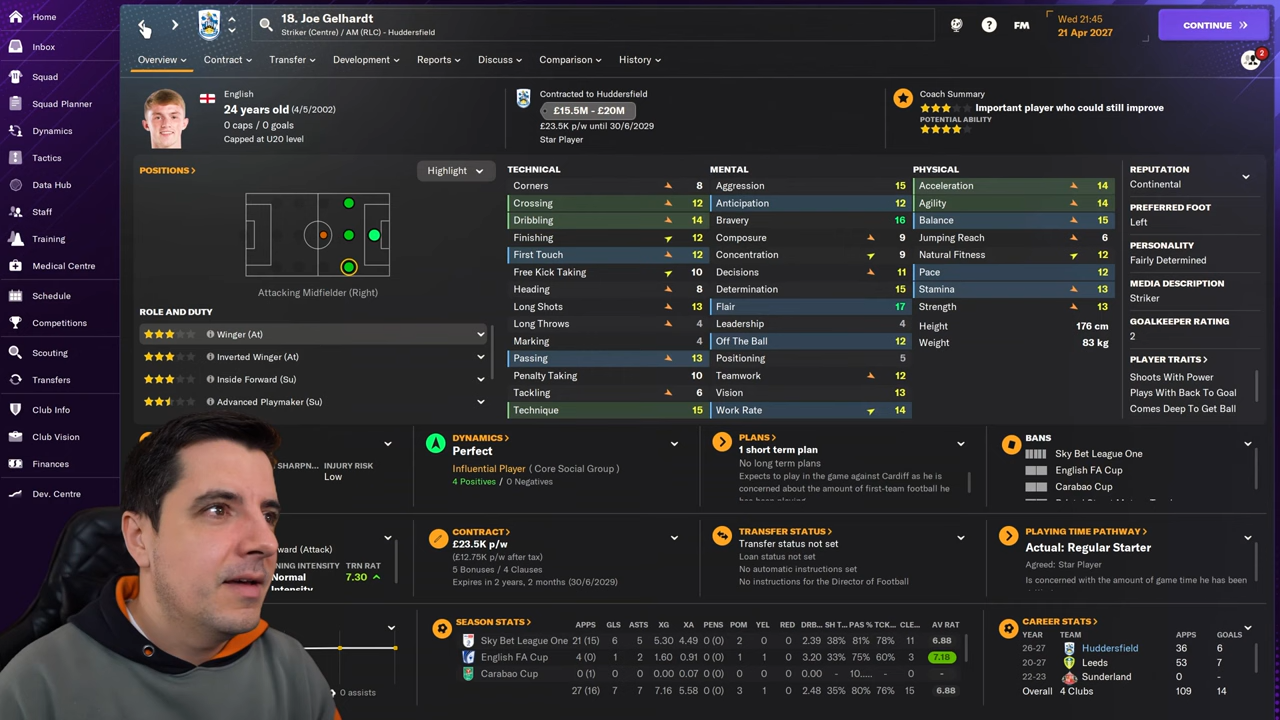 Home
Inbox
Squad
Squad Planner
Dynamics
Tactics
Data Hub
Staff
Training
Medical Centre
Schedule
Competitions
Scouting
Transfers
Club Info
Club Vision
Finances
Dev. Centre
18. Joe Gelhardt
Striker (Centre) / AM (RLC) - Huddersfield
FM
Wed 21:45
21 Apr 2027
CONTINUE
2
Overview
Contract
Transfer
Development
Reports
Discuss
Comparison
History
English
24 years old (4/5/2002)
0 caps / 0 goals
Capped at U20 level
Contracted to Huddersfield
£15.5M - £20M
£23.5K p/w until 30/6/2029
Star Player
Coach Summary
Important player who could still improve
POTENTIAL ABILITY
POSITIONS
Highlight
Attacking Midfielder (Right)
ROLE AND DUTY
Winger (At)
Inverted Winger (At)
Inside Forward (Su)
Advanced Playmaker (Su)
TECHNICAL
Corners 8
Crossing 12
Dribbling 14
Finishing 12
First Touch 12
Free Kick Taking 10
Heading 8
Long Shots 13
Long Throws 4
Marking 4
Passing 13
Penalty Taking 10
Tackling 6
Technique 15
MENTAL
Aggression 15
Anticipation 12
Bravery 16
Composure 9
Concentration 9
Decisions 11
Determination 15
Flair 17
Leadership 4
Off The Ball 12
Positioning 5
Teamwork 12
Vision 13
Work Rate 14
PHYSICAL
Acceleration 14
Agility 14
Balance 15
Jumping Reach 6
Natural Fitness 12
Pace 12
Stamina 13
Strength 13
Height 176 cm
Weight 83 kg
REPUTATION
Continental
PREFERRED FOOT
Left
PERSONALITY
Fairly Determined
MEDIA DESCRIPTION
Striker
GOALKEEPER RATING
2
PLAYER TRAITS
Shoots With Power
Plays With Back To Goal
Comes Deep To Get Ball
SHARPN... INJURY RISK
Low
DYNAMICS
Perfect
Influential Player ( Core Social Group )
4 Positives / 0 Negatives
PLANS
1 short term plan
No long term plans
Expects to play in the game against Cardiff as he is
concerned about the amount of first-team football he
BANS
Sky Bet League One
English FA Cup
Carabao Cup
ward (Attack)
NING INTENSITY TRN RAT
Normal 7.30
Intensity
CONTRACT
£23.5K p/w
(£12.75K p/w after tax)
5 Bonuses / 4 Clauses
Expires in 2 years, 2 months (30/6/2029)
TRANSFER STATUS
Transfer status not set
Loan status not set
No automatic instructions set
No instructions for the Director of Football
PLAYING TIME PATHWAY
Actual: Regular Starter
Agreed: Star Player
Is concerned with the amount of game time he has been
0 assists
SEASON STATS APPS GLS ASTS XG XA PENS POM YEL RED DRB... SH T... PAS % TCK... CLE... AV RAT
Sky Bet League One 21 (15) 6 5 5.30 4.49 0 (0) 2 0 0 2.39 38% 81% 78% 11 6.88
English FA Cup 4 (0) 1 2 1.60 0.91 0 (0) 1 1 0 3.20 33% 75% 60% 3 7.18
Carabao Cup 0 (1) 0 0 0.00 0.07 0 (0) 0 0 0 0.00 - 10.... - 0 -
27 (16) 7 7 7.16 5.58 0 (0) 3 1 0 2.48 35% 80% 76% 15 6.88
CAREER STATS
YEAR TEAM APPS GOALS
26-27 Huddersfield 36 6
20-27 Leeds 53 7
22-23 Sunderland 0 -
Overall 4 Clubs 109 14